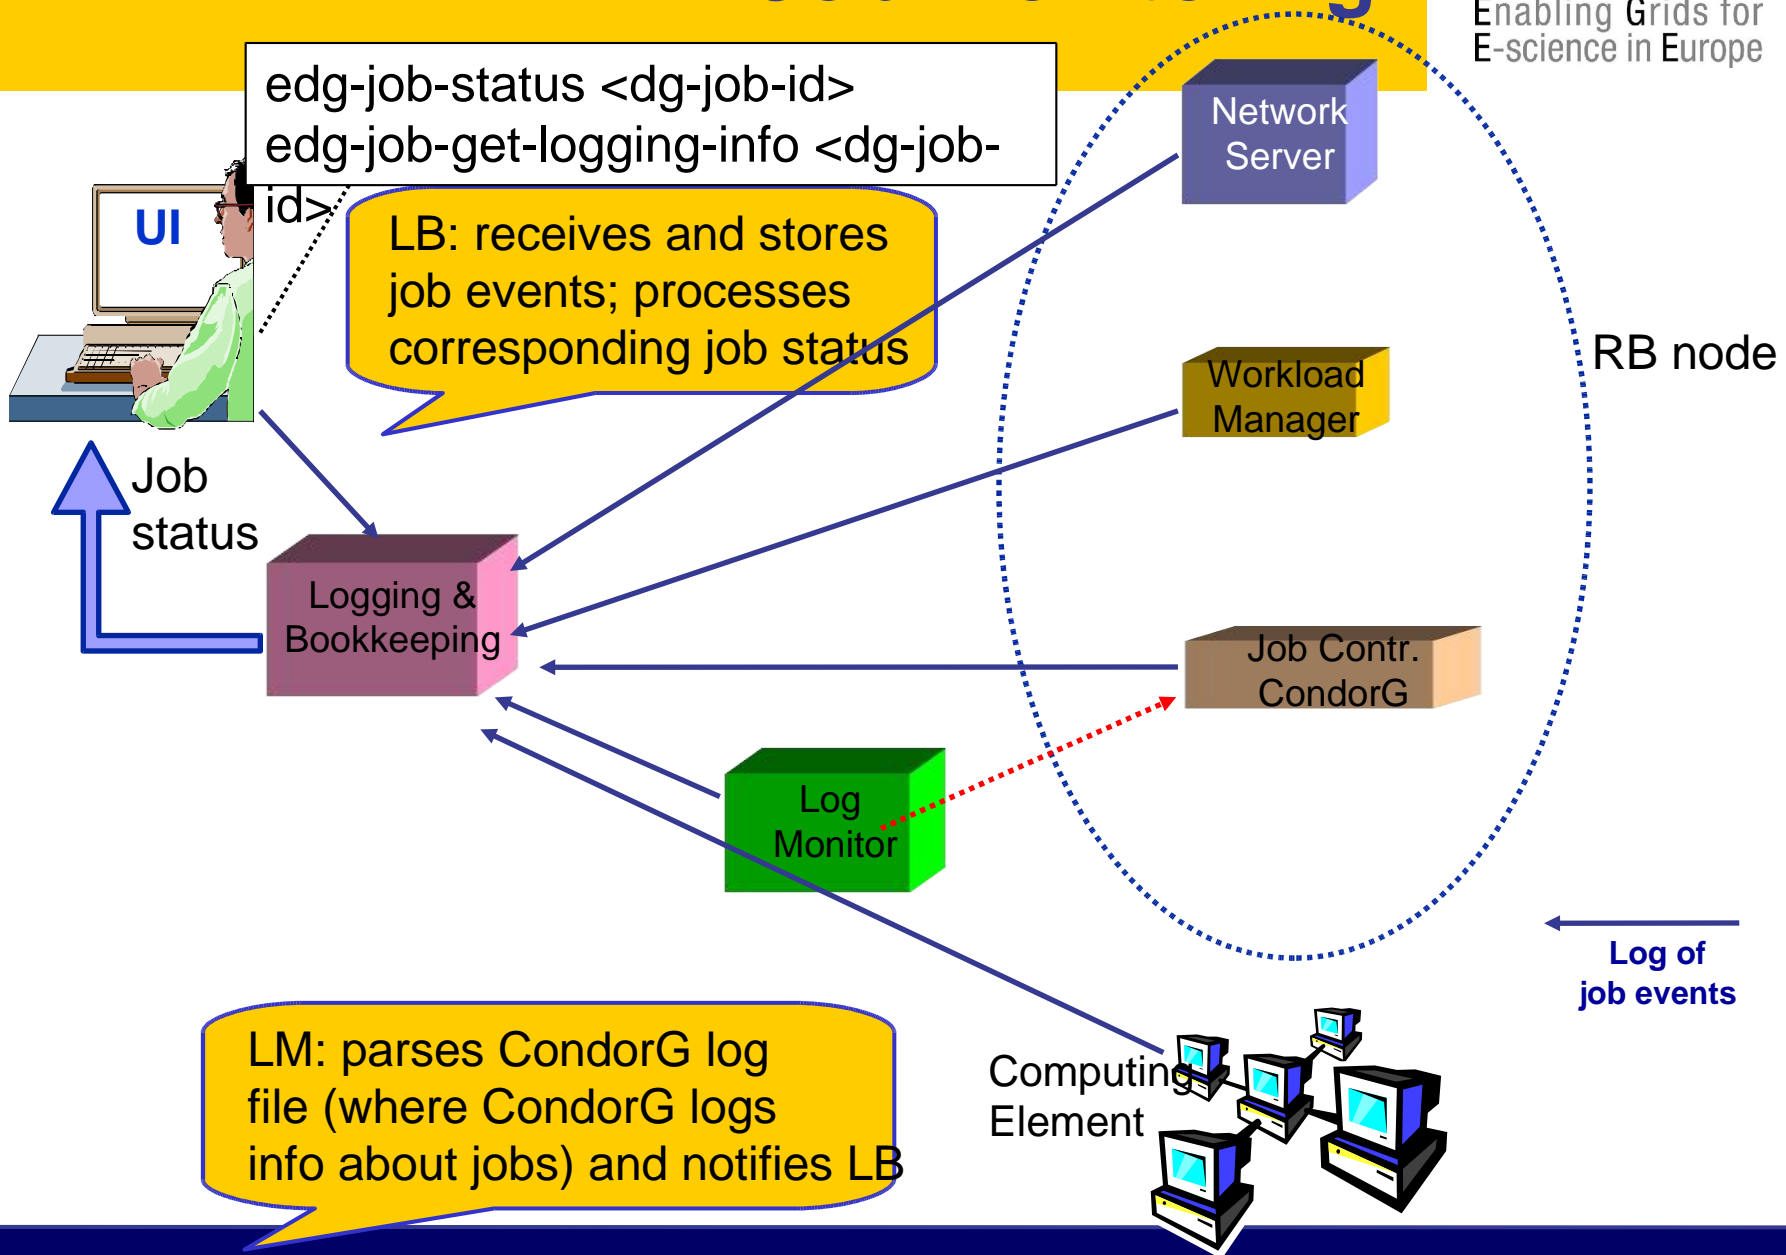 Enabling Grids for
E-science in Europe
edg-job-status <dg-job-id>
edg-job-get-logging-info <dg-job-
id>
Network
Server
UI
LB: receives and stores
job events; processes
corresponding job status
RB node
Workload
Manager
Job
status
Logging &
Bookkeeping
Job Contr.
CondorG
Log
Monitor
Log of
job events
LM: parses CondorG log
file (where CondorG logs
info about jobs) and notifies LB
Computing
Element